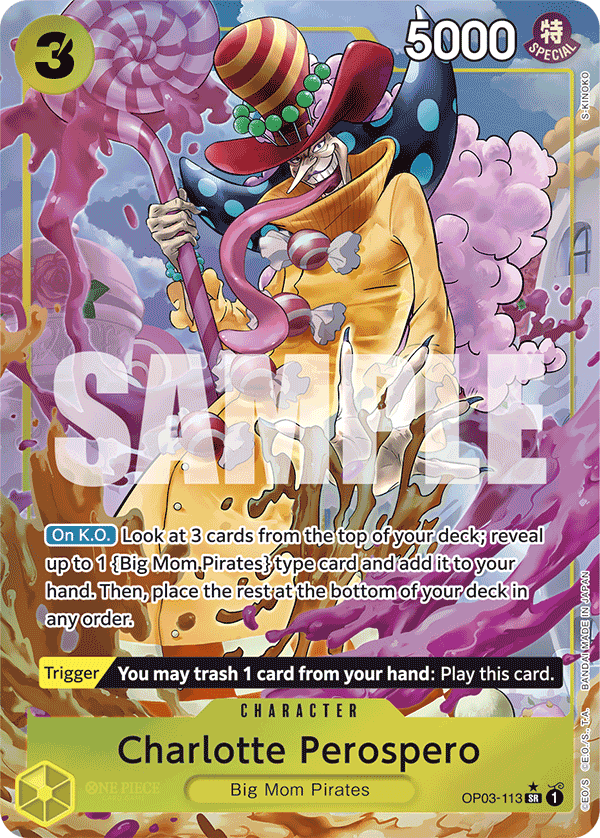 3
5000
特
SPECIAL
S:KINOKO
SAMPLE
On K.O. Look at 3 cards from the top of your deck; reveal
up to 1 {Big Mom Pirates} type card and add it to your
hand. Then, place the rest at the bottom of your deck in
any order.
Trigger You may trash 1 card from your hand: Play this card.
CHARACTER
Charlotte Perospero
Big Mom Pirates
ONE PIECE
OP03-113 ★ SR 1
©E.O/S ©E.O./S., T.A. BANDAI MADE IN JAPAN